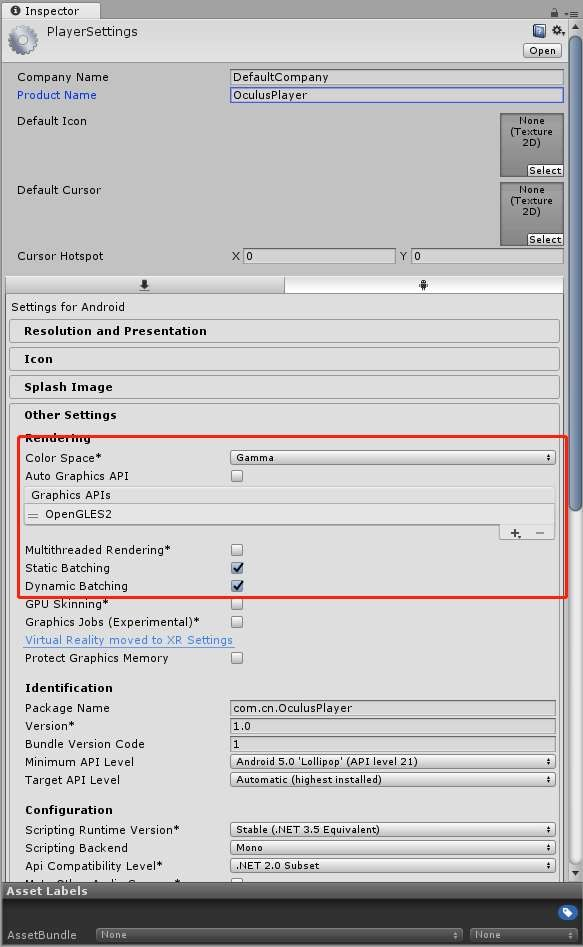 Inspector
PlayerSettings
Open
Company Name DefaultCompany
Product Name OculusPlayer
Default Icon None (Texture 2D) Select
Default Cursor None (Texture 2D) Select
Cursor Hotspot X 0 Y 0
Settings for Android
Resolution and Presentation
Icon
Splash Image
Other Settings
Rendering
Color Space* Gamma
Auto Graphics API
Graphics APIs
OpenGLES2
Multithreaded Rendering*
Static Batching
Dynamic Batching
GPU Skinning*
Graphics Jobs (Experimental)*
Virtual Reality moved to XR Settings
Protect Graphics Memory
Identification
Package Name com.cn.OculusPlayer
Version* 1.0
Bundle Version Code 1
Minimum API Level Android 5.0 'Lollipop' (API level 21)
Target API Level Automatic (highest installed)
Configuration
Scripting Runtime Version* Stable (.NET 3.5 Equivalent)
Scripting Backend Mono
Api Compatibility Level* .NET 2.0 Subset
Asset Labels
AssetBundle None None